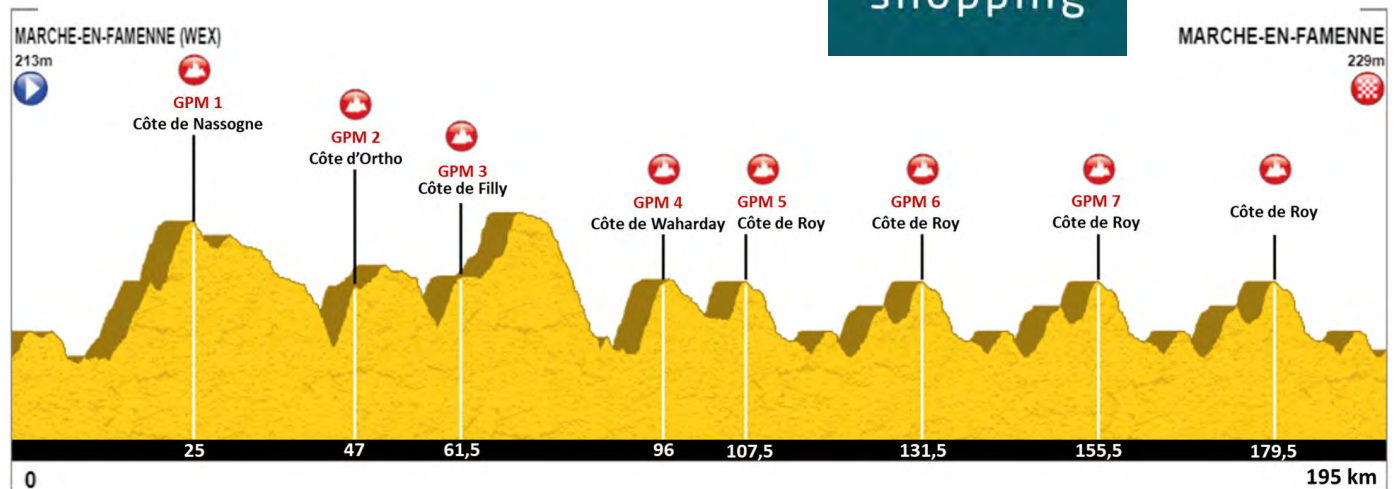 shopping
MARCHE-EN-FAMENNE (WEX)
213m
MARCHE-EN-FAMENNE
229m
GPM 1
Côte de Nassogne
GPM 2
Côte d'Ortho
GPM 3
Côte de Filly
GPM 4
Côte de Waharday
GPM 5
Côte de Roy
GPM 6
Côte de Roy
GPM 7
Côte de Roy
Côte de Roy
25
47
61,5
96
107,5
131,5
155,5
179,5
0
195 km